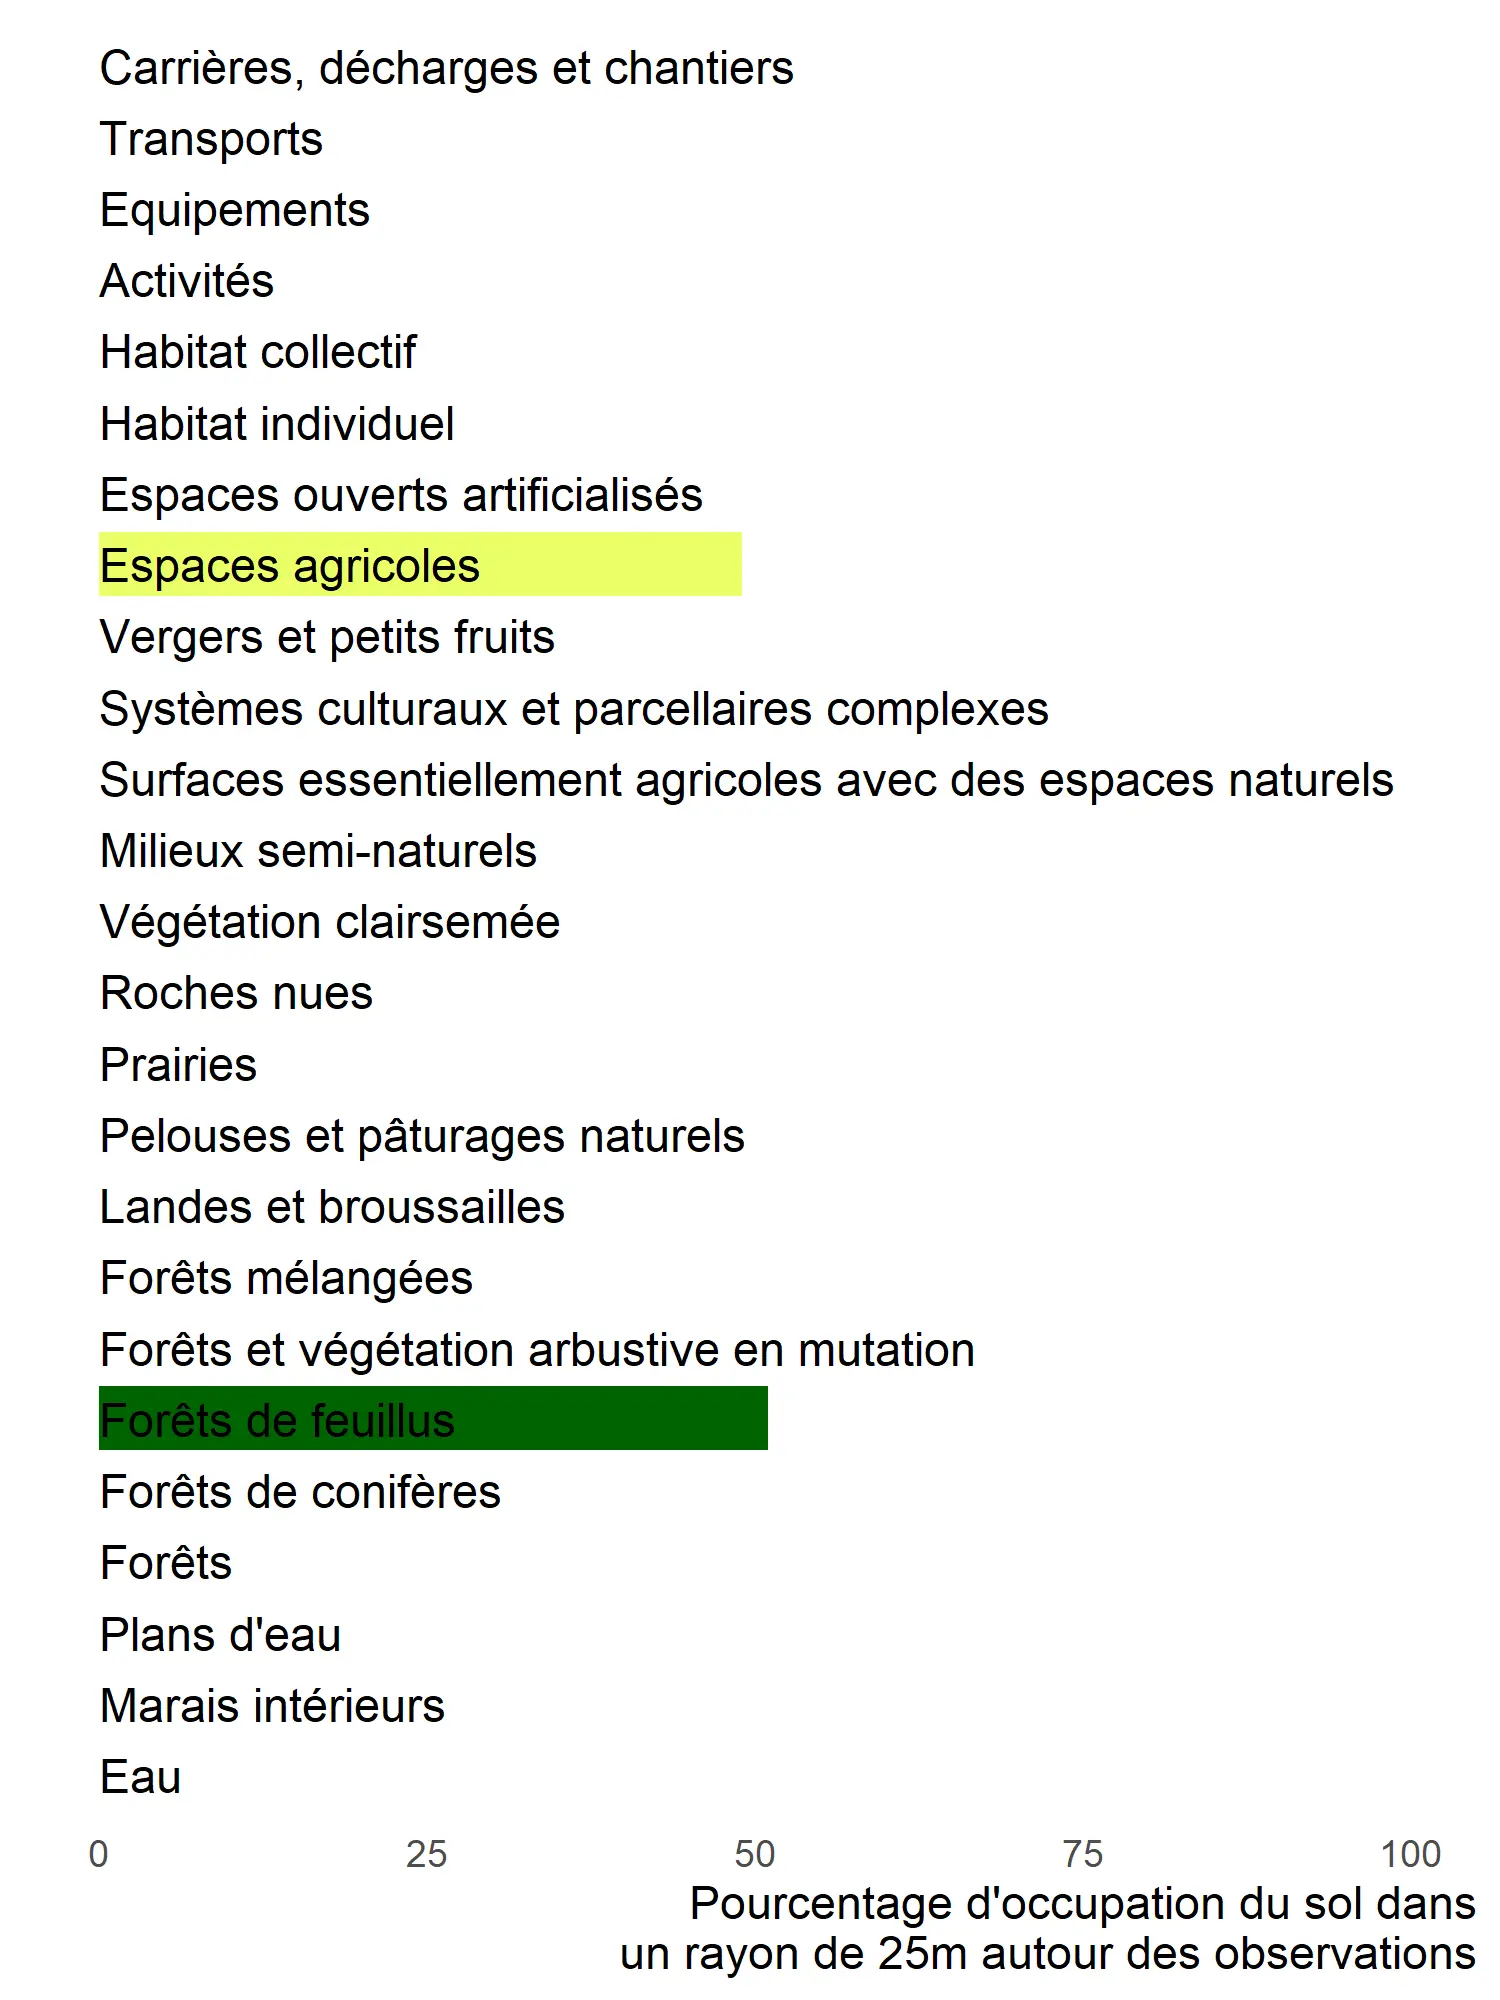 Carrières, décharges et chantiers
Transports
Equipements
Activités
Habitat collectif
Habitat individuel
Espaces ouverts artificialisés
Espaces agricoles
Vergers et petits fruits
Systèmes culturaux et parcellaires complexes
Surfaces essentiellement agricoles avec des espaces naturels
Milieux semi-naturels
Végétation clairsemée
Roches nues
Prairies
Pelouses et pâturages naturels
Landes et broussailles
Forêts mélangées
Forêts et végétation arbustive en mutation
Forêts de feuillus
Forêts de conifères
Forêts
Plans d'eau
Marais intérieurs
Eau
0 25 50 75 100
Pourcentage d'occupation du sol dans
un rayon de 25m autour des observations